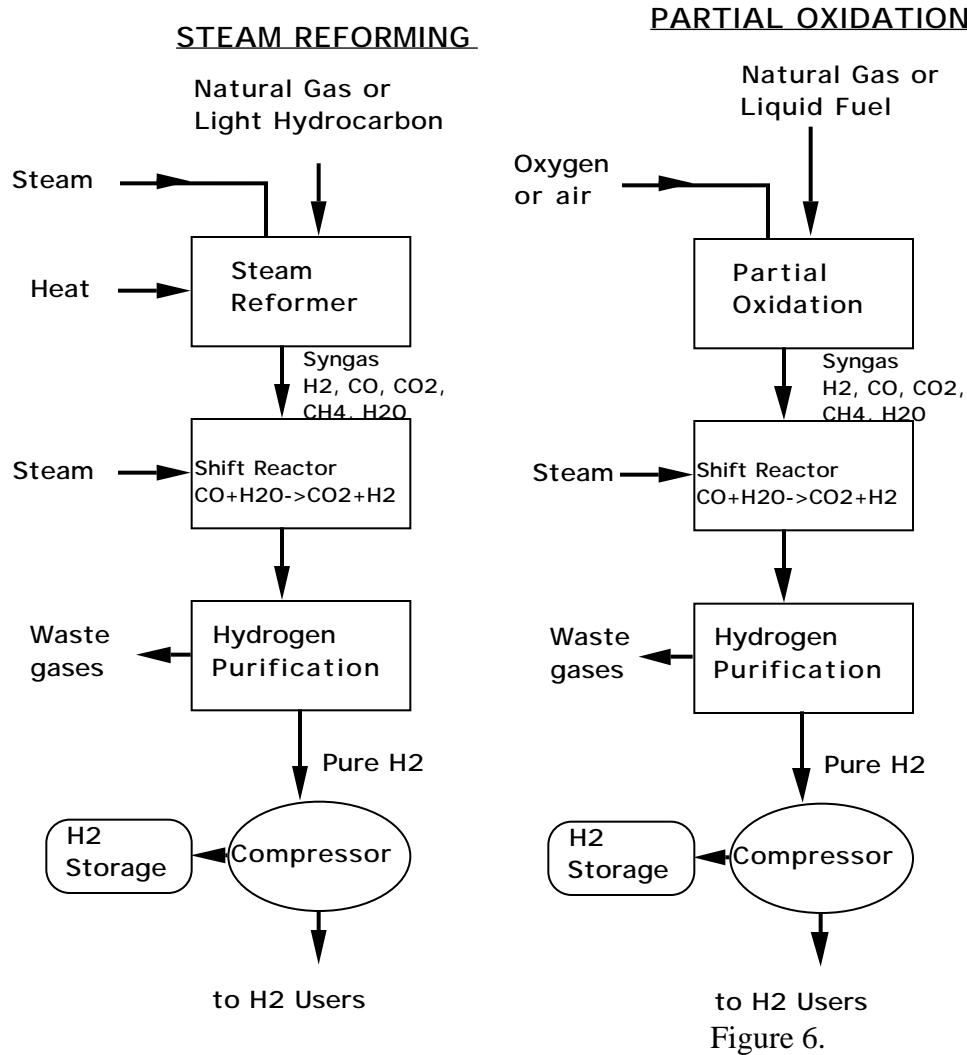 STEAM REFORMING
Natural Gas or
Light Hydrocarbon
Steam
Heat
Steam
Reformer
Syngas
H2, CO, CO2,
CH4, H2O
Steam
Shift Reactor
CO+H2O->CO2+H2
Waste
gases
Hydrogen
Purification
Pure H2
H2
Storage
Compressor
to H2 Users
PARTIAL OXIDATION
Natural Gas or
Liquid Fuel
Oxygen
or air
Partial
Oxidation
Syngas
H2, CO, CO2,
CH4, H2O
Steam
Shift Reactor
CO+H2O->CO2+H2
Waste
gases
Hydrogen
Purification
Pure H2
H2
Storage
Compressor
to H2 Users
Figure 6.